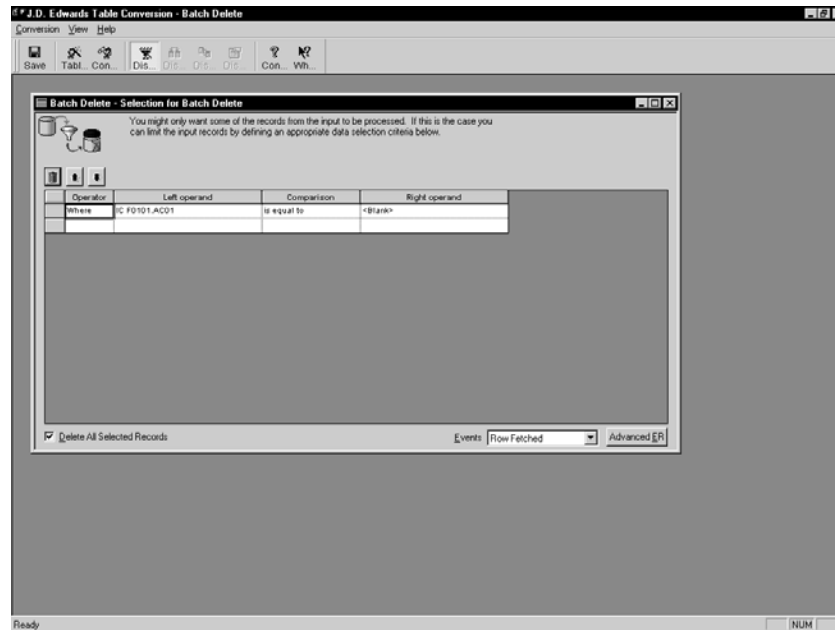 J.D. Edwards Table Conversion - Batch Delete
Conversion View Help
Save Tabl... Con... Dis... Dis... Dis... Dis... Con... Wh...
Batch Delete - Selection for Batch Delete
You might only want some of the records from the input to be processed. If this is the case you
can limit the input records by defining an appropriate data selection criteria below.
Operator Left operand Comparison Right operand
Where IC F0101.AC01 is equal to <Blank>
Delete All Selected Records Events Row Fetched Advanced ER
Ready NUM